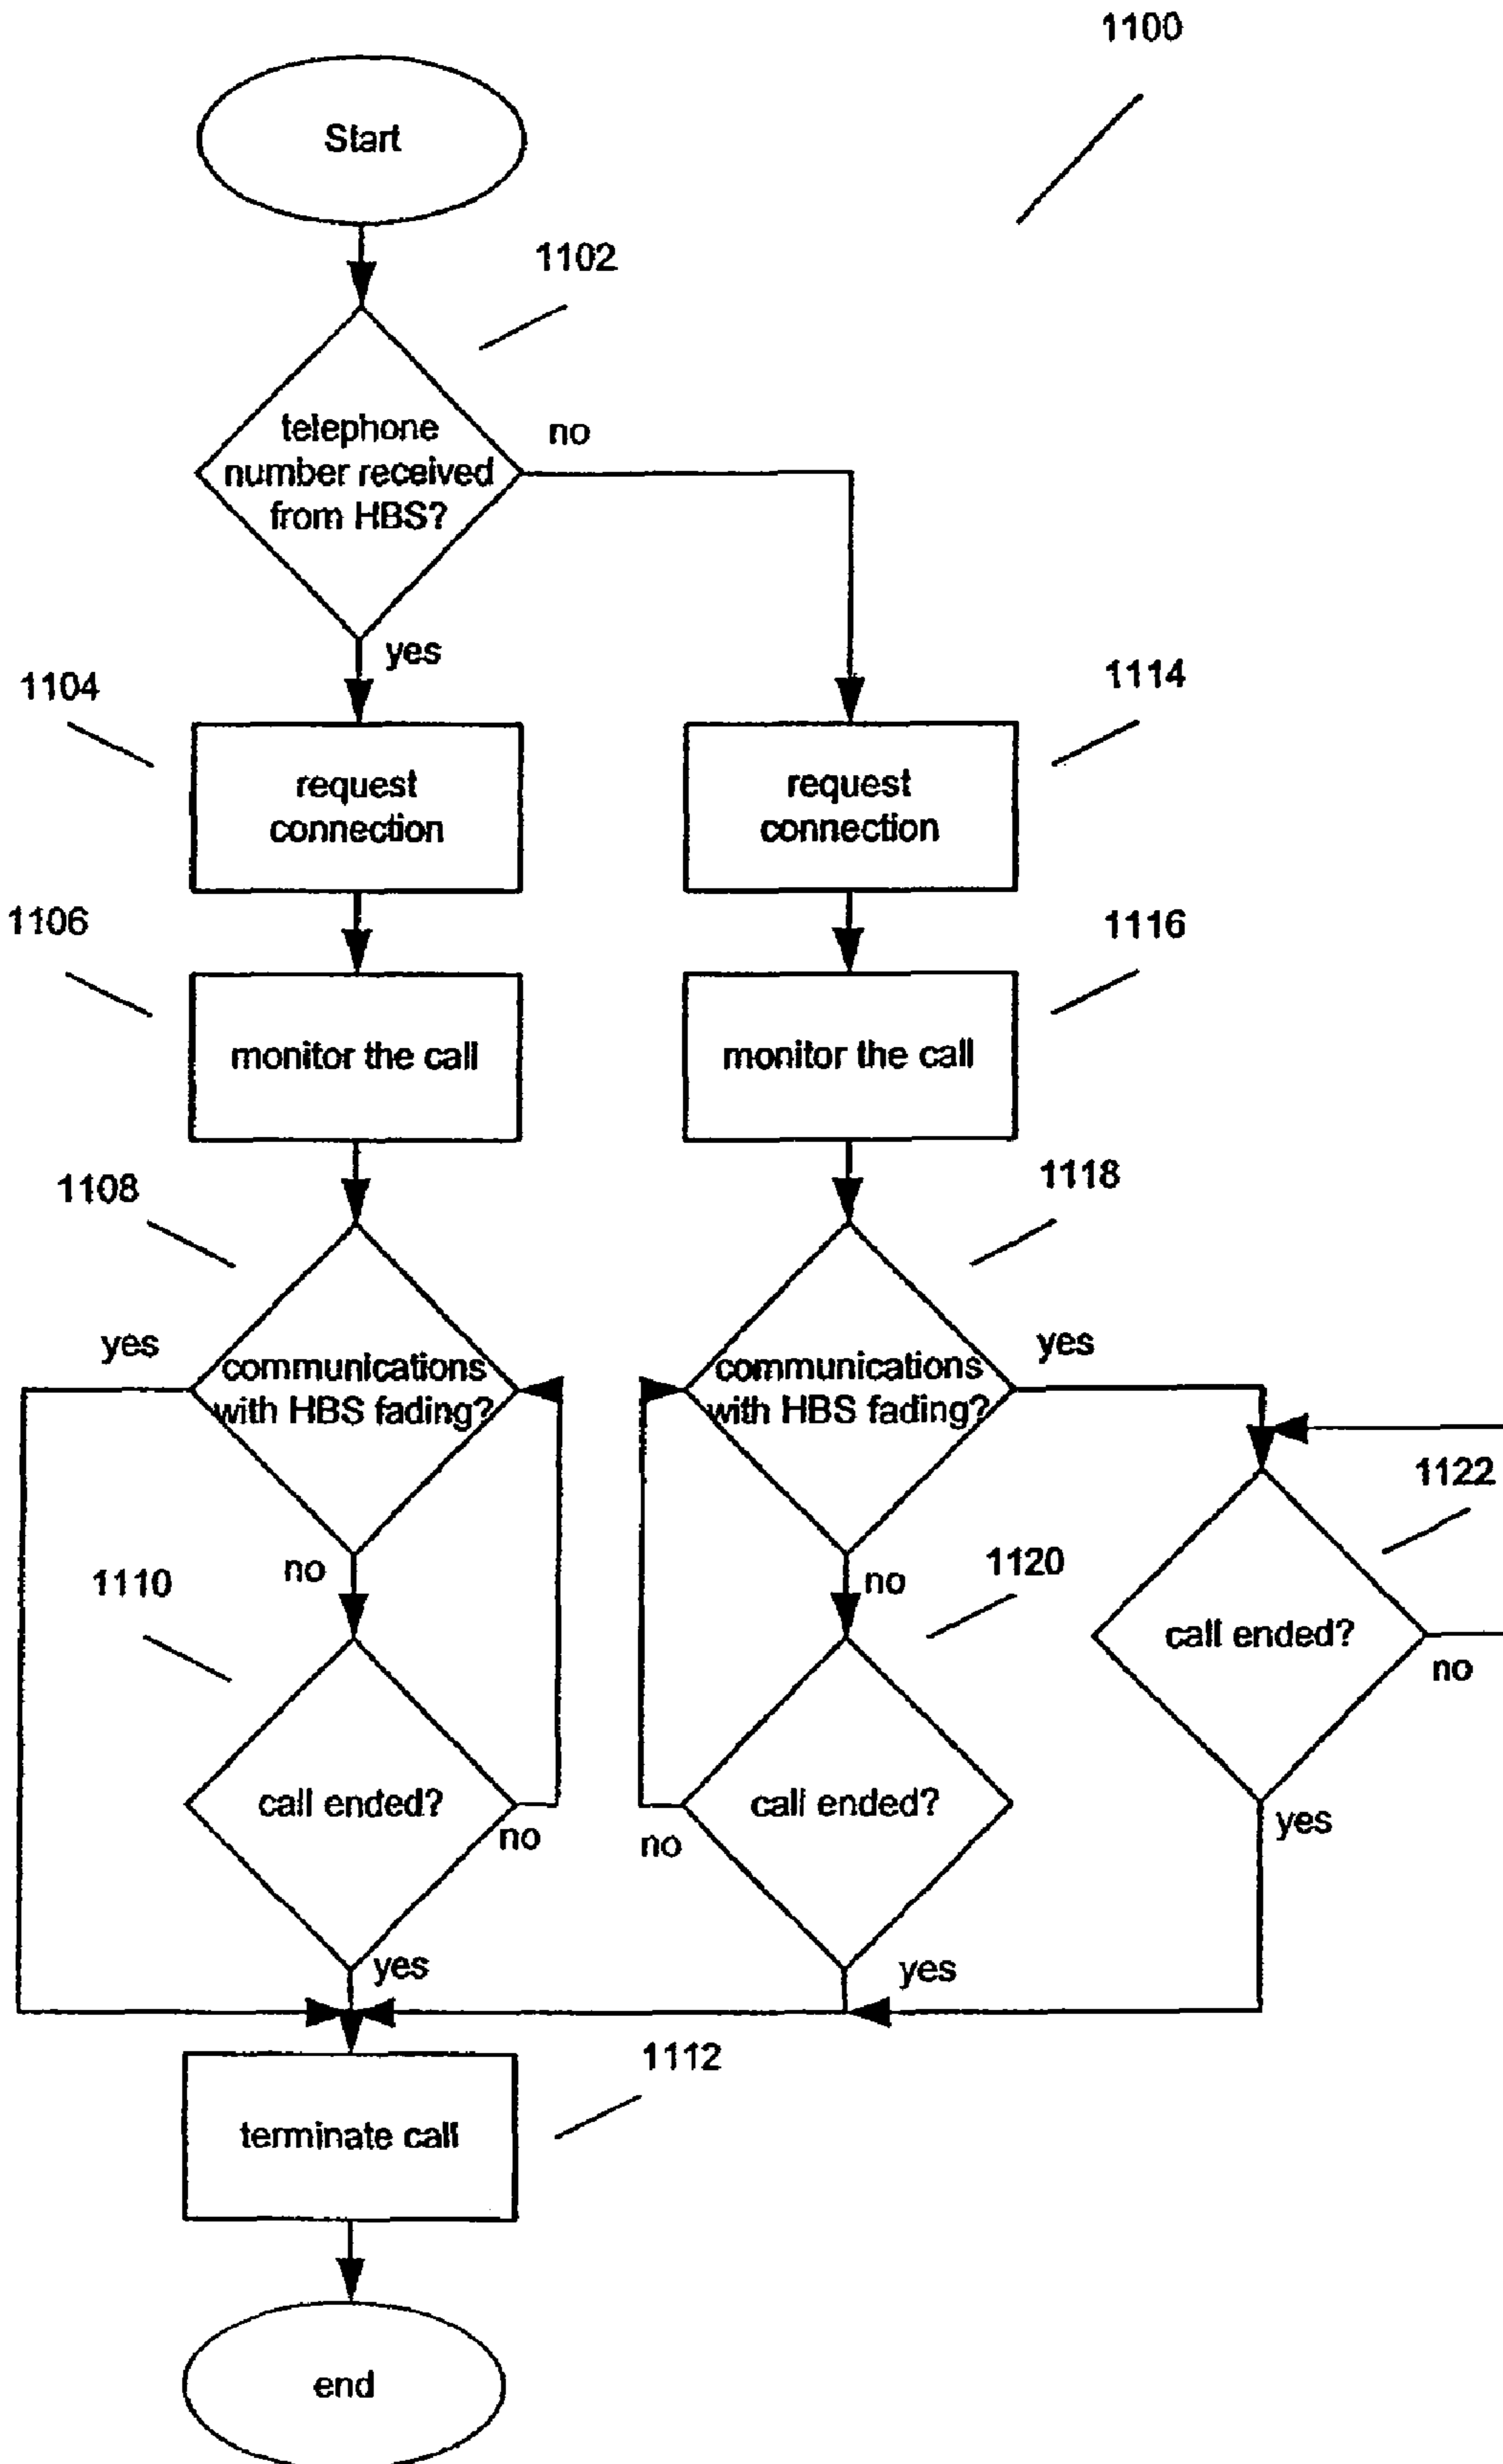 1100
Start
1102
telephone
number received
from HBS?
no
yes
1104
request
connection
1114
request
connection
1106
monitor the call
1116
monitor the call
1108
communications
with HBS fading?
yes
no
1118
communications
with HBS fading?
yes
no
1110
call ended?
no
yes
1120
call ended?
no
yes
1122
call ended?
no
yes
1112
terminate call
end